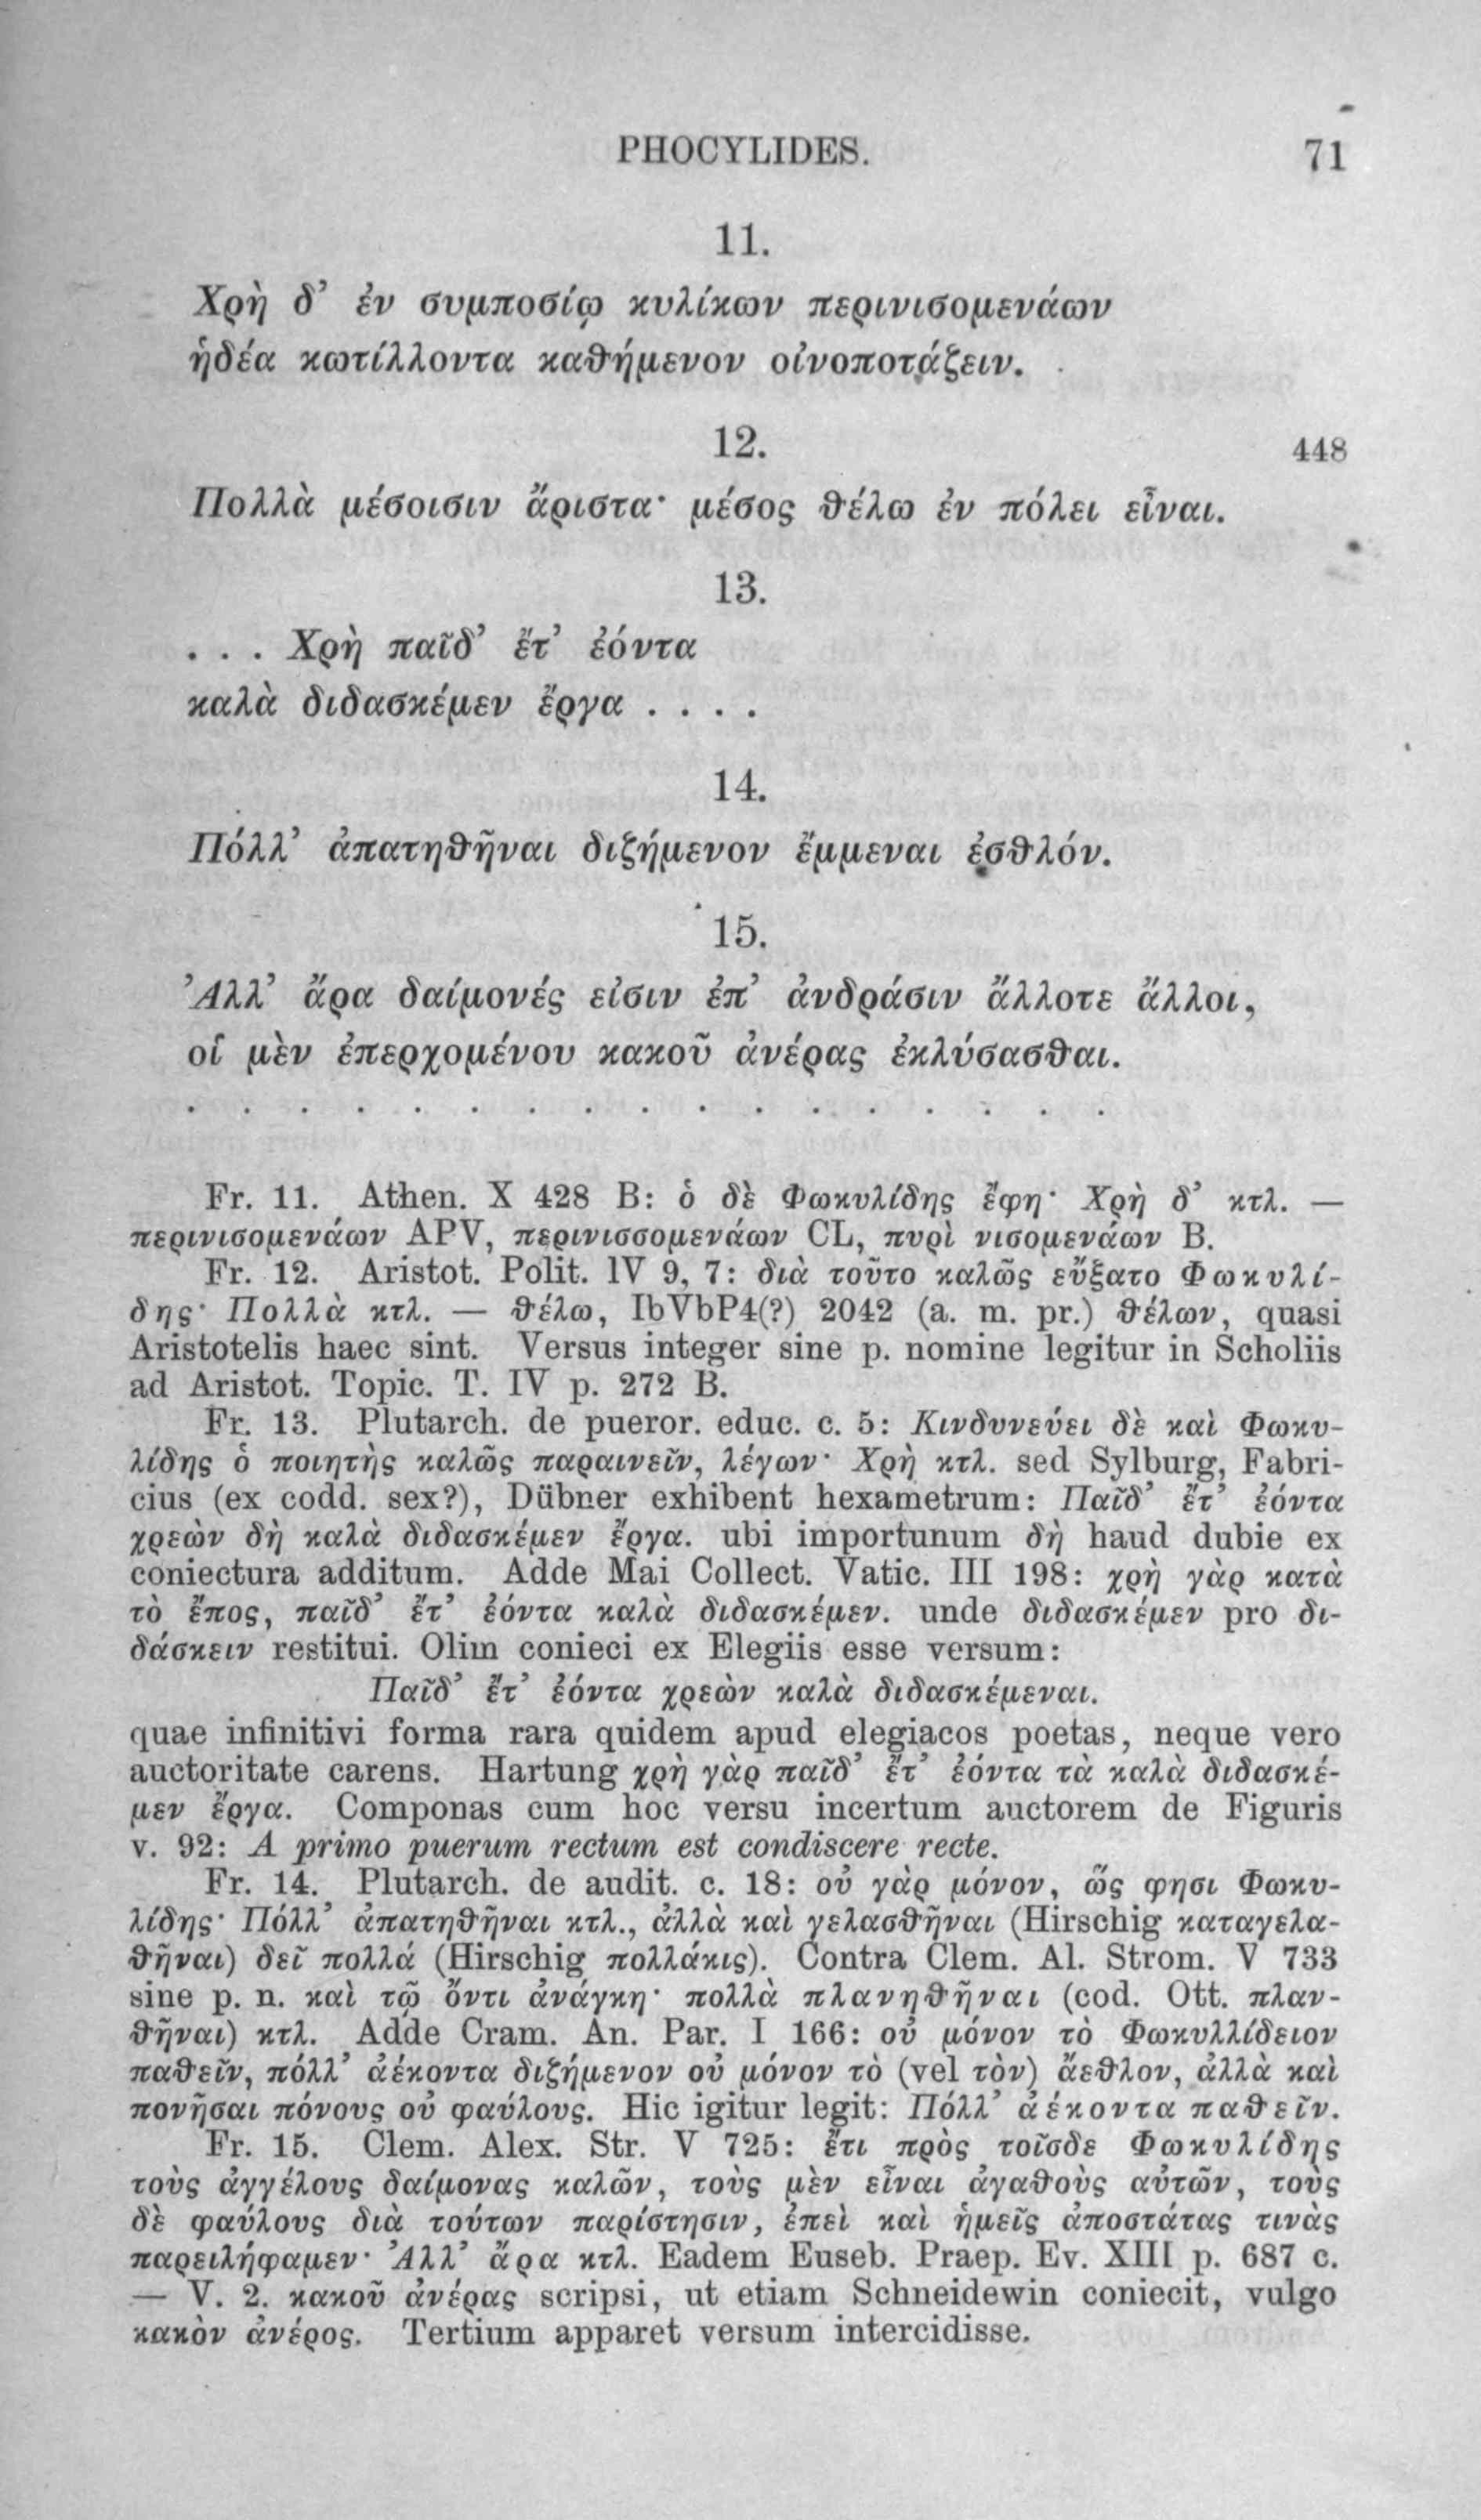 PHOCYLIDES. 71
11.
Χρὴ δ’ ἐν συμποσίῳ κυλίκων περινισομενάων
ἡδέα κωτίλλοντα καθήμενον οἰνοποτάζειν.
12. 448
Πολλὰ μέσοισιν ἄριστα· μέσος θέλω ἐν πόλει εἶναι.
13.
. . . Χρὴ παῖδ’ ἔτ’ ἐόντα
καλὰ διδασκέμεν ἔργα . . . .
14.
Πόλλ’ ἀπατηθῆναι διζήμενον ἔμμεναι ἐσθλόν.
15.
Ἀλλ’ ἄρα δαίμονές εἰσιν ἐπ’ ἀνδράσιν ἄλλοτε ἄλλοι,
οἱ μὲν ἐπερχομένου κακοῦ ἀνέρας ἐκλύσασθαι.
. . . . . . . . . . . . . . . . .
Fr. 11. Athen. X 428 B: ὁ δὲ Φωκυλίδης ἔφη· Χρὴ δ’ κτλ. —
περινισομενάων APV, περινισσομενάων CL, πυρὶ νισομενάων B.
Fr. 12. Aristot. Polit. IV 9, 7: διὰ τοῦτο καλῶς εὔξατο Φωκυλί-
δης· Πολλὰ κτλ. — θέλω, IbVbP4(?) 2042 (a. m. pr.) θέλων, quasi
Aristotelis haec sint. Versus integer sine p. nomine legitur in Scholiis
ad Aristot. Topic. T. IV p. 272 B.
Fr. 13. Plutarch. de pueror. educ. c. 5: Κινδυνεύει δὲ καὶ Φωκυ-
λίδης ὁ ποιητὴς καλῶς παραινεῖν, λέγων· Χρὴ κτλ. sed Sylburg, Fabri-
cius (ex codd. sex?), Dübner exhibent hexametrum: Παῖδ’ ἔτ’ ἐόντα
χρεὼν δὴ καλὰ διδασκέμεν ἔργα. ubi importunum δὴ haud dubie ex
coniectura additum. Adde Mai Collect. Vatic. III 198: χρὴ γὰρ κατὰ
τὸ ἔπος, παῖδ’ ἔτ’ ἐόντα καλὰ διδασκέμεν. unde διδασκέμεν pro δι-
δάσκειν restitui. Olim conieci ex Elegiis esse versum:
Παῖδ’ ἔτ’ ἐόντα χρεὼν καλὰ διδασκέμεναι.
quae infinitivi forma rara quidem apud elegiacos poetas, neque vero
auctoritate carens. Hartung χρὴ γὰρ παῖδ’ ἔτ’ ἐόντα τὰ καλὰ διδασκέ-
μεν ἔργα. Componas cum hoc versu incertum auctorem de Figuris
v. 92: A primo puerum rectum est condiscere recte.
Fr. 14. Plutarch. de audit. c. 18: οὐ γὰρ μόνον, ὥς φησι Φωκυ-
λίδης· Πόλλ’ ἀπατηθῆναι κτλ., ἀλλὰ καὶ γελασθῆναι (Hirschig καταγελα-
θῆναι) δεῖ πολλά (Hirschig πολλάκις). Contra Clem. Al. Strom. V 733
sine p. n. καὶ τῷ ὄντι ἀνάγκη· πολλὰ πλανηθῆναι (cod. Ott. πλαν-
θῆναι) κτλ. Adde Cram. An. Par. I 166: οὐ μόνον τὸ Φωκυλλίδειον
παθεῖν, πόλλ’ ἀέκοντα διζήμενον οὐ μόνον τὸ (vel τὸν) ἄεθλον, ἀλλὰ καὶ
πονῆσαι πόνους οὐ φαύλους. Hic igitur legit: Πόλλ’ ἀέκοντα παθεῖν.
Fr. 15. Clem. Alex. Str. V 725: ἔτι πρὸς τοῖσδε Φωκυλίδης
τοὺς ἀγγέλους δαίμονας καλῶν, τοὺς μὲν εἶναι ἀγαθοὺς αὐτῶν, τοὺς
δὲ φαύλους διὰ τούτων παρίστησιν, ἐπεὶ καὶ ἡμεῖς ἀποστάτας τινὰς
παρειλήφαμεν· Ἀλλ’ ἄρα κτλ. Eadem Euseb. Praep. Ev. XIII p. 687 c.
— V. 2. κακοῦ ἀνέρας scripsi, ut etiam Schneidewin coniecit, vulgo
κακὸν ἀνέρος. Tertium apparet versum intercidisse.